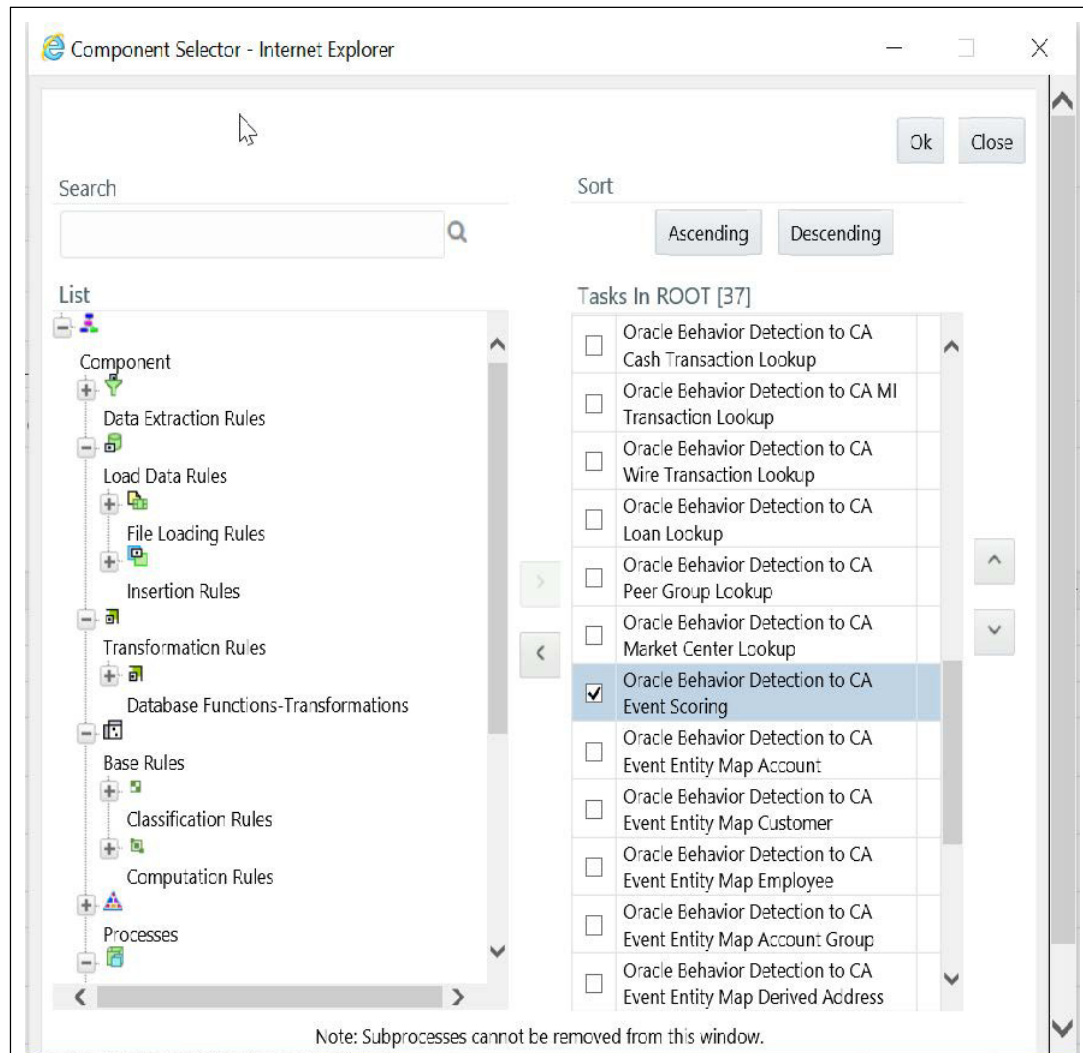 Component Selector - Internet Explorer
Ok
Close
Search
Sort
Ascending
Descending
List
Tasks In ROOT [37]
Component
Data Extraction Rules
Load Data Rules
File Loading Rules
Insertion Rules
Transformation Rules
Database Functions-Transformations
Base Rules
Classification Rules
Computation Rules
Processes
Oracle Behavior Detection to CA
Cash Transaction Lookup
Oracle Behavior Detection to CA MI
Transaction Lookup
Oracle Behavior Detection to CA
Wire Transaction Lookup
Oracle Behavior Detection to CA
Loan Lookup
Oracle Behavior Detection to CA
Peer Group Lookup
Oracle Behavior Detection to CA
Market Center Lookup
Oracle Behavior Detection to CA
Event Scoring
Oracle Behavior Detection to CA
Event Entity Map Account
Oracle Behavior Detection to CA
Event Entity Map Customer
Oracle Behavior Detection to CA
Event Entity Map Employee
Oracle Behavior Detection to CA
Event Entity Map Account Group
Oracle Behavior Detection to CA
Event Entity Map Derived Address
Note: Subprocesses cannot be removed from this window.